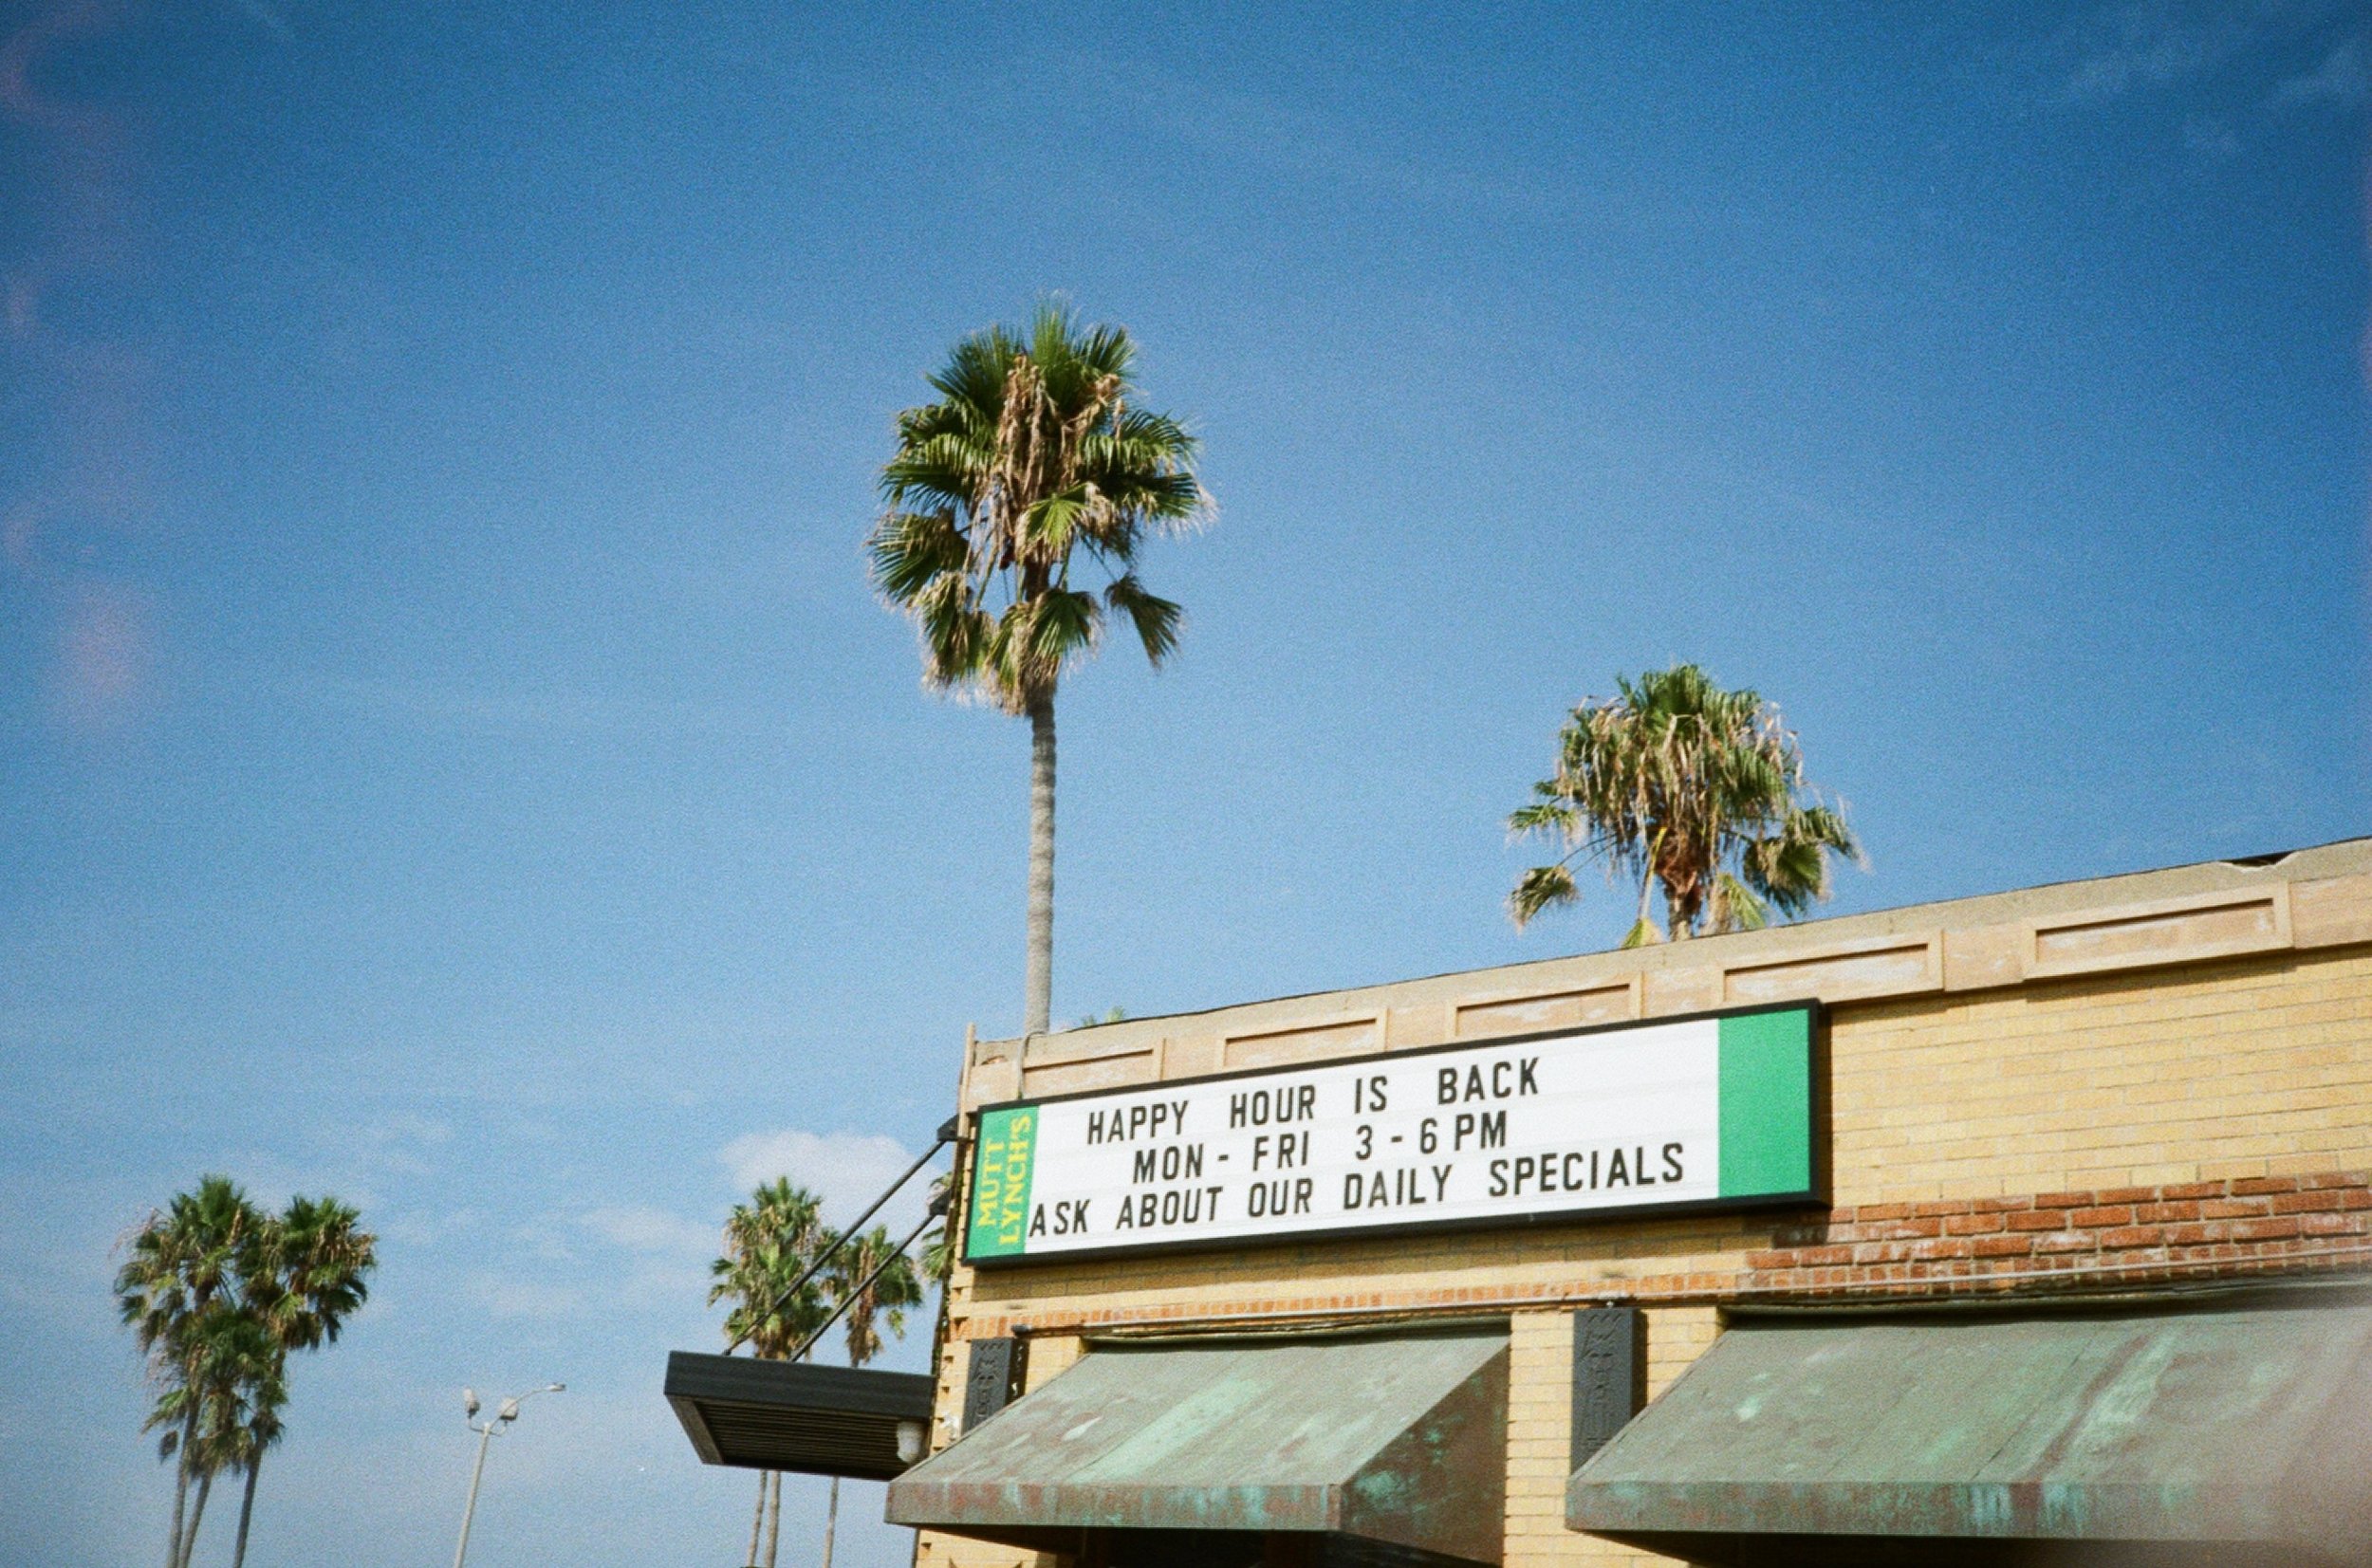 MUTT
LYNCH'S
HAPPY HOUR IS BACK
MON - FRI 3 - 6 PM
ASK ABOUT OUR DAILY SPECIALS